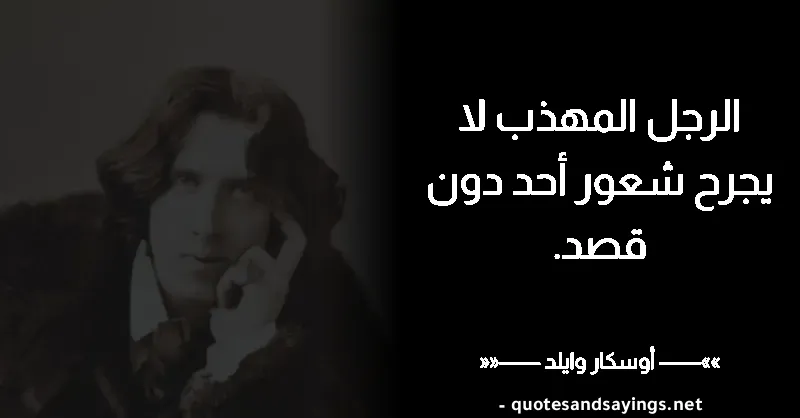 الرجل المهذب لا
يجرح شعور أحد دون
قصد.
»»—— أوسكار وايلد ——««
- quotesandsayings.net